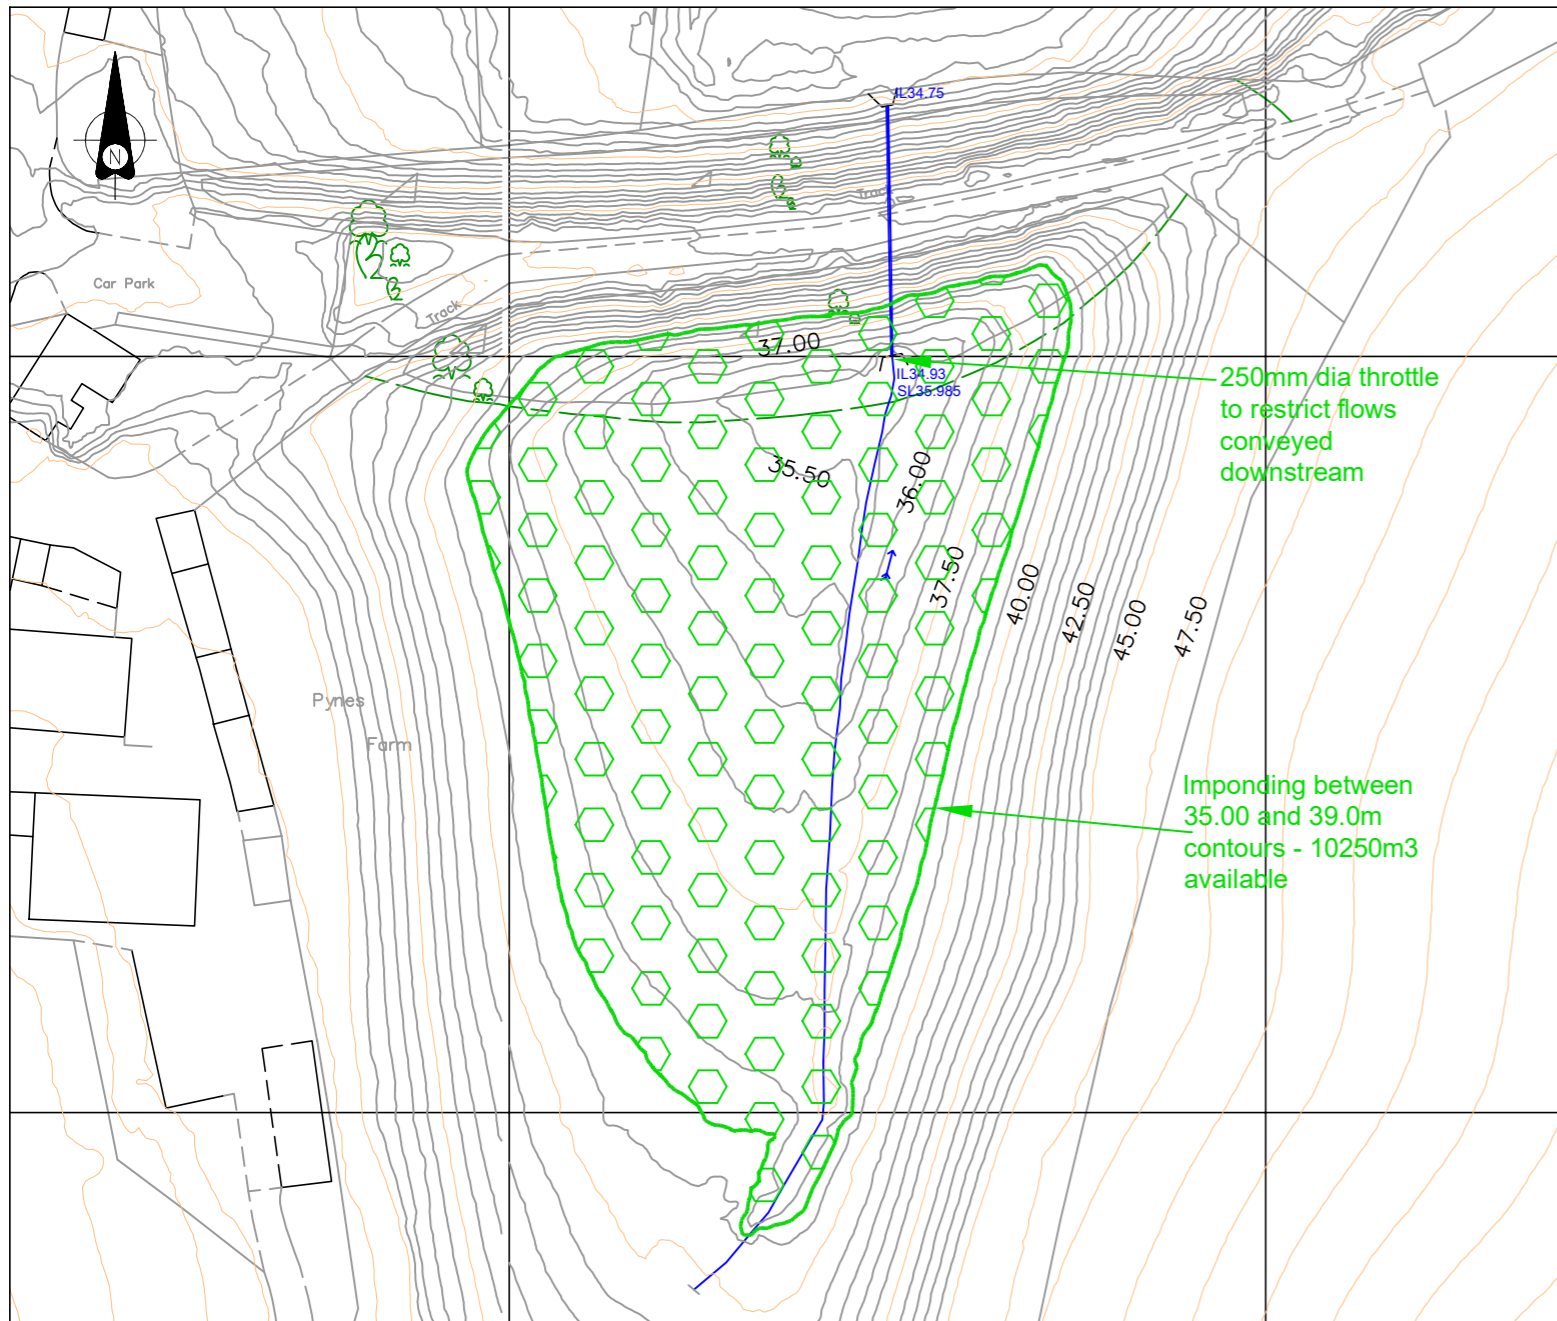 IL34.75
N
Track
Car Park
Track
37.00
IL34.93
SL35.985
250mm dia throttle
to restrict flows
conveyed
downstream
35.50
36.00
37.50
40.00
42.50
45.00
47.50
Pynes
Farm
Imponding between
35.00 and 39.0m
contours - 10250m3
available